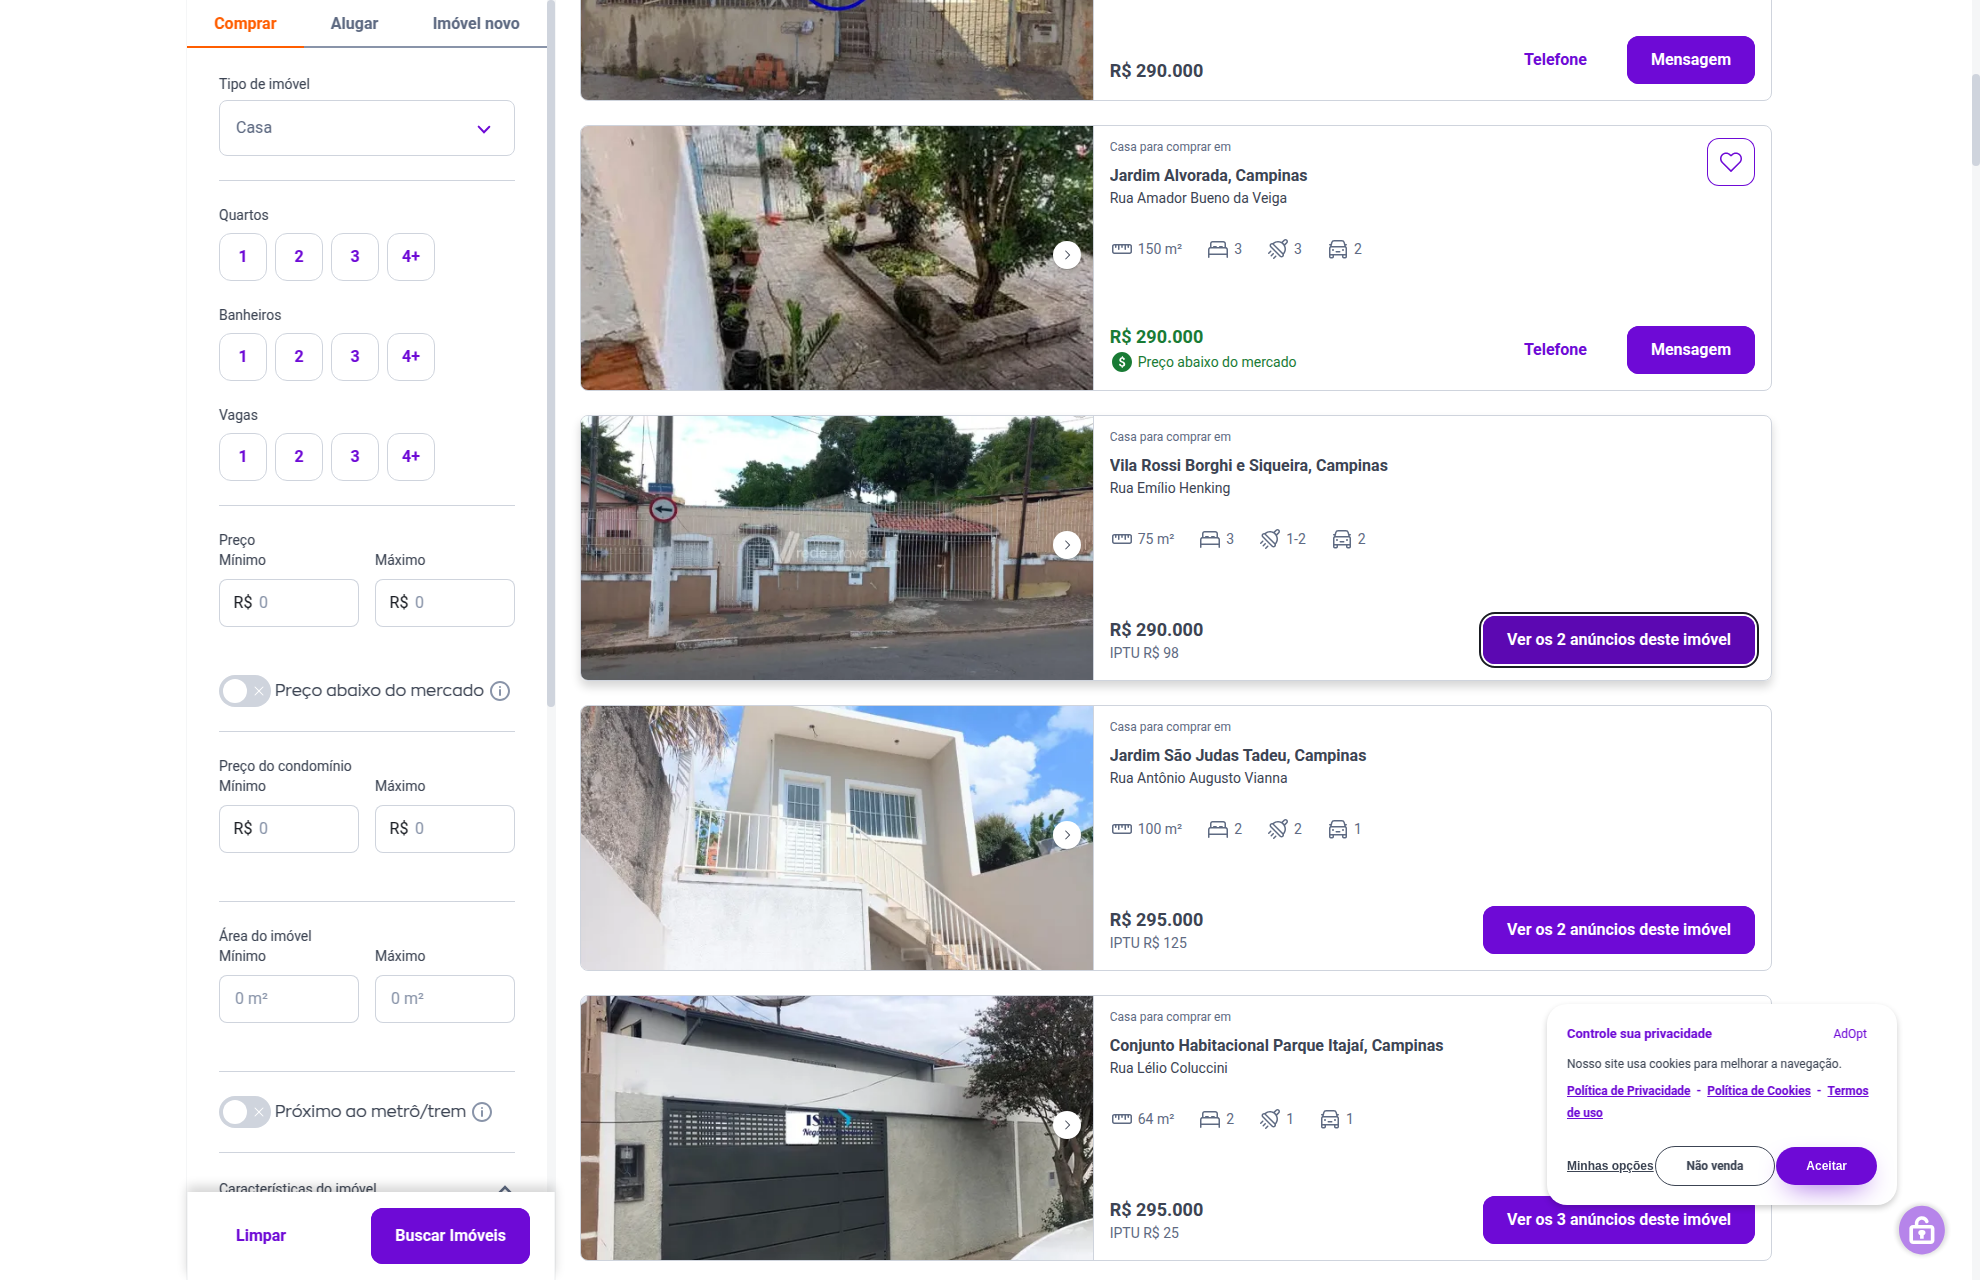 Comprar
Alugar
Imóvel novo
Tipo de imóvel
Casa
Quartos
1
2
3
4+
Banheiros
1
2
3
4+
Vagas
1
2
3
4+
Preço
Mínimo
Máximo
R$ 0
R$ 0
Preço abaixo do mercado
Preço do condomínio
Mínimo
Máximo
R$ 0
R$ 0
Área do imóvel
Mínimo
Máximo
0 m²
0 m²
Próximo ao metrô/trem
Características do imóvel
Limpar
Buscar Imóveis
R$ 290.000
Telefone
Mensagem
Casa para comprar em
Jardim Alvorada, Campinas
Rua Amador Bueno da Veiga
150 m²
3
3
2
R$ 290.000
$ Preço abaixo do mercado
Telefone
Mensagem
rede provectum
Casa para comprar em
Vila Rossi Borghi e Siqueira, Campinas
Rua Emílio Henking
75 m²
3
1-2
2
R$ 290.000
IPTU R$ 98
Ver os 2 anúncios deste imóvel
Casa para comprar em
Jardim São Judas Tadeu, Campinas
Rua Antônio Augusto Vianna
100 m²
2
2
1
R$ 295.000
IPTU R$ 125
Ver os 2 anúncios deste imóvel
Casa para comprar em
Conjunto Habitacional Parque Itajaí, Campinas
Rua Lélio Coluccini
64 m²
2
1
1
R$ 295.000
IPTU R$ 25
Ver os 3 anúncios deste imóvel
Controle sua privacidade
AdOpt
Nosso site usa cookies para melhorar a navegação.
Política de Privacidade - Política de Cookies - Termos
de uso
Minhas opções
Não venda
Aceitar